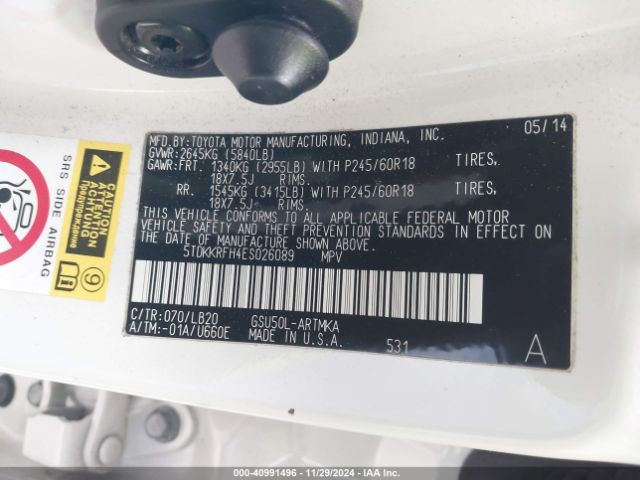 MFD.BY:TOYOTA MOTOR MANUFACTURING, INDIANA, INC. 05/14
GVWR:2645KG (5840LB)
GAWR:FRT. 1340KG (2955LB) WITH P245/60R18 TIRES,
18X7.5J RIMS.
RR. 1545KG (3415LB) WITH P245/60R18 TIRES,
18X7.5J RIMS.
THIS VEHICLE CONFORMS TO ALL APPLICABLE FEDERAL MOTOR
VEHICLE SAFETY AND THEFT PREVENTION STANDARDS IN EFFECT ON
THE DATE OF MANUFACTURE SHOWN ABOVE.
5TDKKRFH4ES026089 MPV
C/TR:070/LB20 GSU50L-ARTMKA
A/TM:-01A/U660E MADE IN U.S.A. 531 A
SRS SIDE AIRBAG
CAUTION
ATTENTION
ACHTUNG
Предупреждение
9
000-40991496 - 11/29/2024 - IAA Inc.